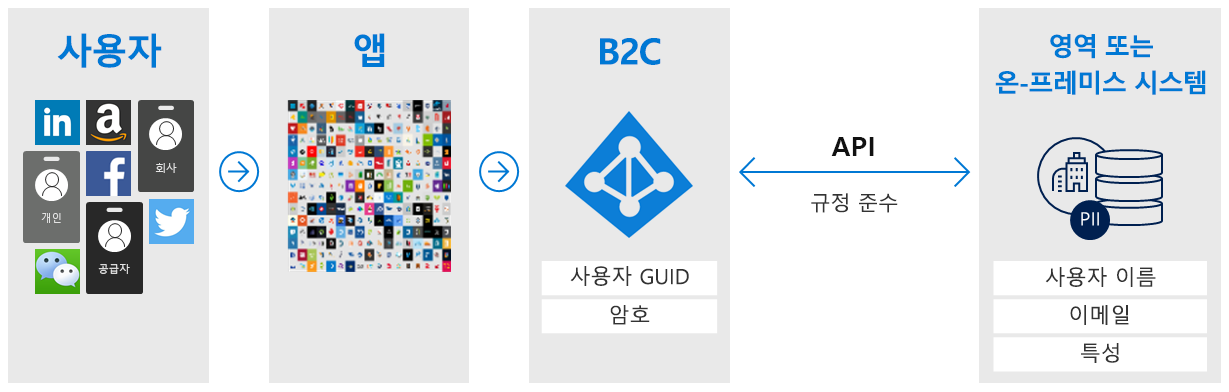 사용자
in
a
회사
개인
f
공급자
앱
B2C
사용자 GUID
암호
API
규정 준수
영역 또는
온-프레미스 시스템
PII
사용자 이름
이메일
특성